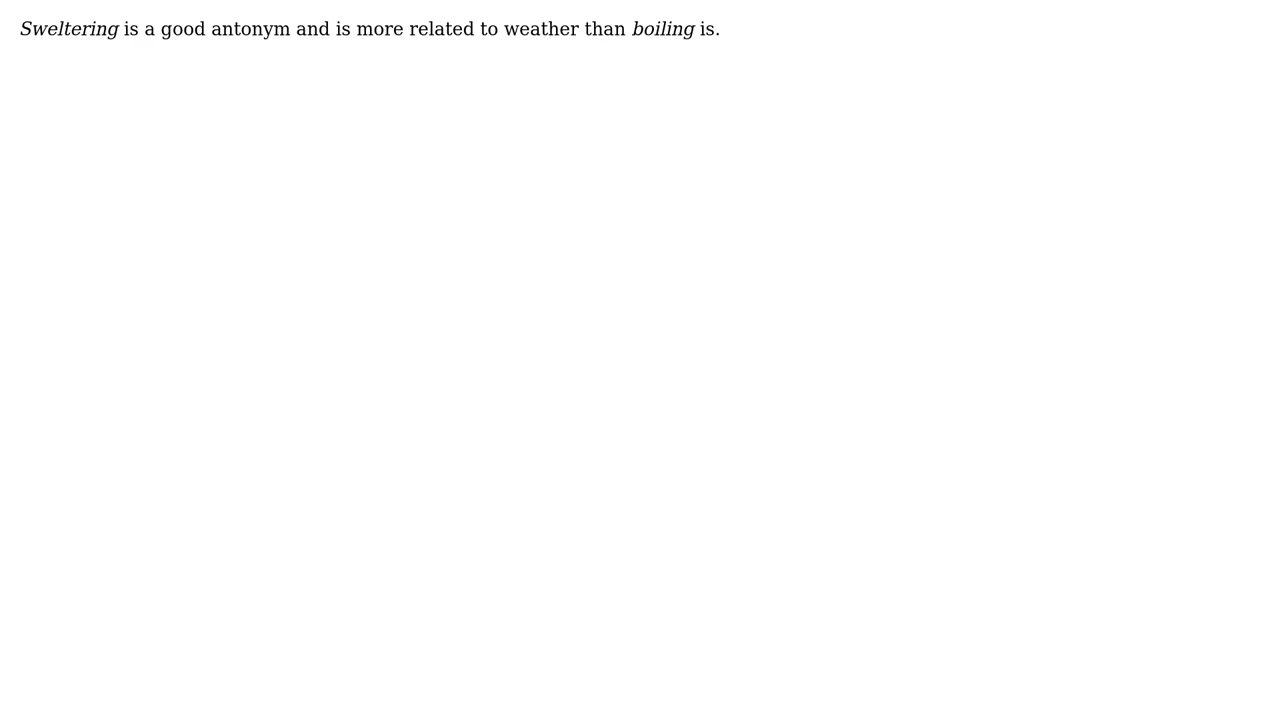 Sweltering is a good antonym and is more related to weather than boiling is.